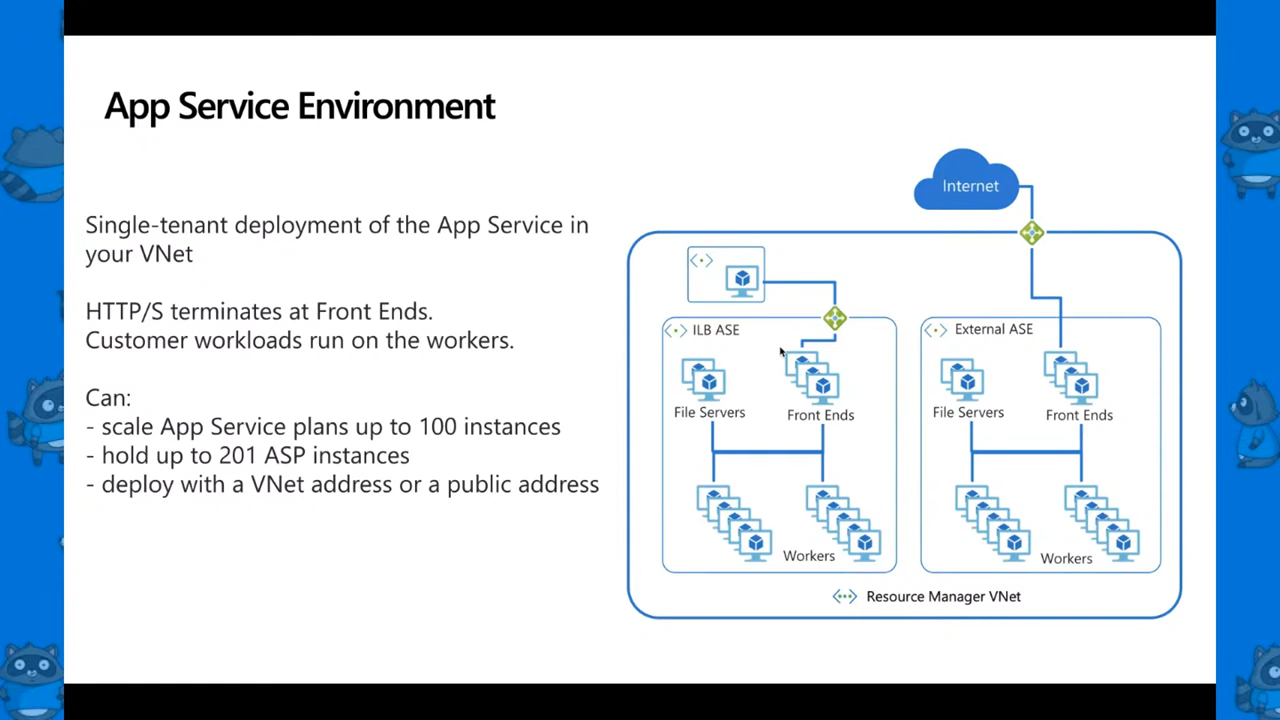 App Service Environment
Single-tenant deployment of the App Service in
your VNet
HTTP/S terminates at Front Ends.
Customer workloads run on the workers.
Can:
- scale App Service plans up to 100 instances
- hold up to 201 ASP instances
- deploy with a VNet address or a public address
Internet
ILB ASE
File Servers
Front Ends
Workers
External ASE
File Servers
Front Ends
Workers
Resource Manager VNet